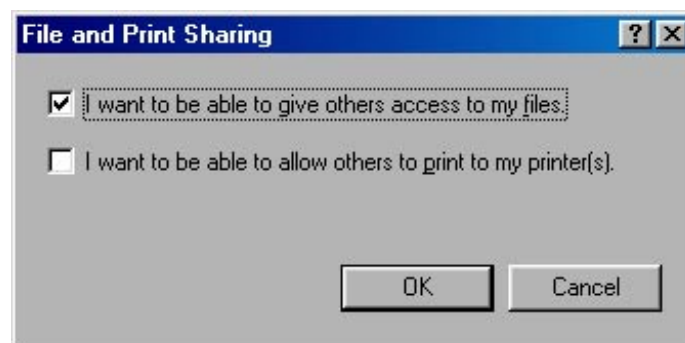 File and Print Sharing
I want to be able to give others access to my files.
I want to be able to allow others to print to my printer(s).
OK Cancel